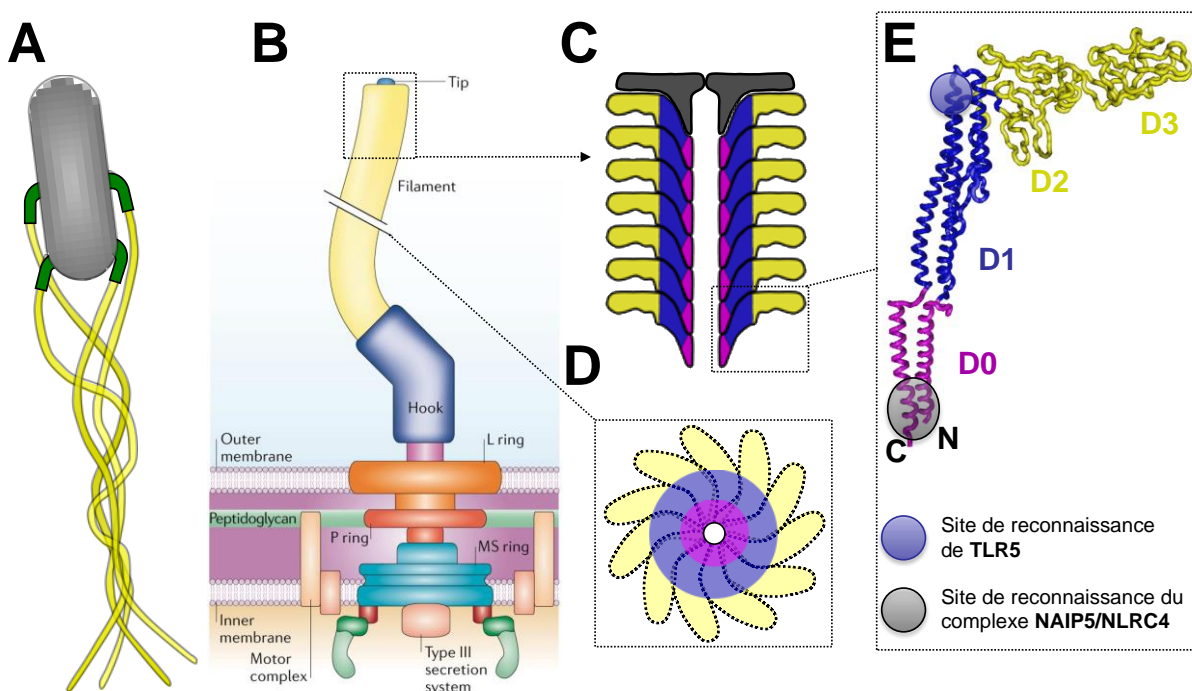 A
B
Tip
Filament
Hook
Outer
membrane
L ring
Peptidoglycan
P ring
MS ring
Inner
membrane
Motor
complex
Type III
secretion
system
C
D
E
D3
D2
D1
D0
C
N
Site de reconnaissance
de TLR5
Site de reconnaissance du
complexe NAIP5/NLRC4